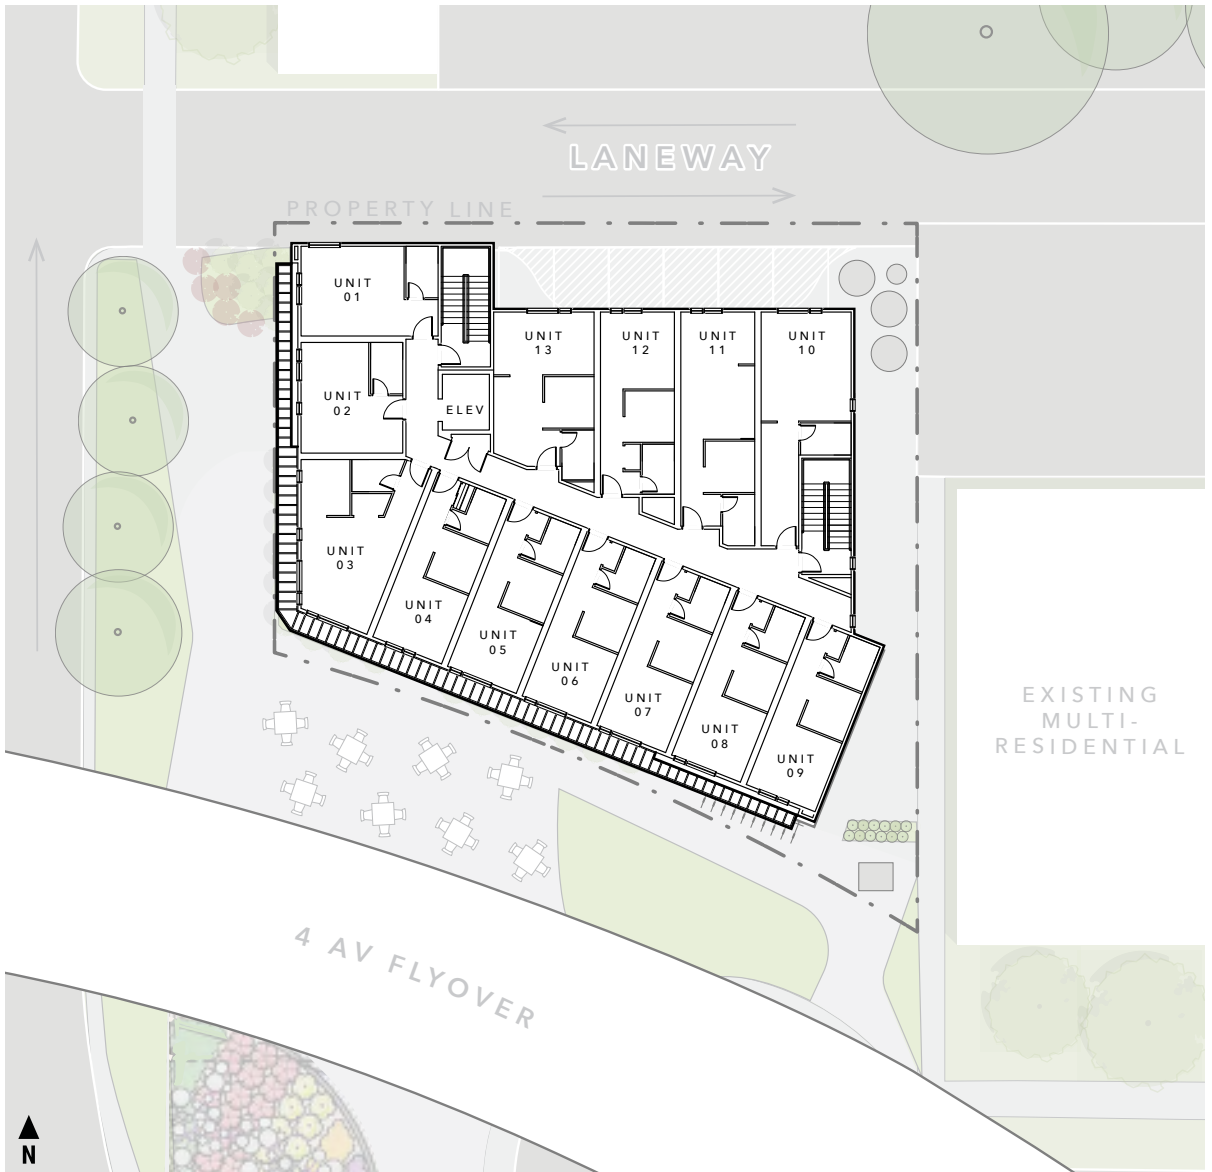 LANEWAY
PROPERTY LINE
UNIT
01
UNIT
13
UNIT
12
UNIT
11
UNIT
10
UNIT
02
ELEV
UNIT
03
UNIT
04
UNIT
05
UNIT
06
UNIT
07
UNIT
08
UNIT
09
EXISTING
MULTI-
RESIDENTIAL
4 AV FLYOVER
N